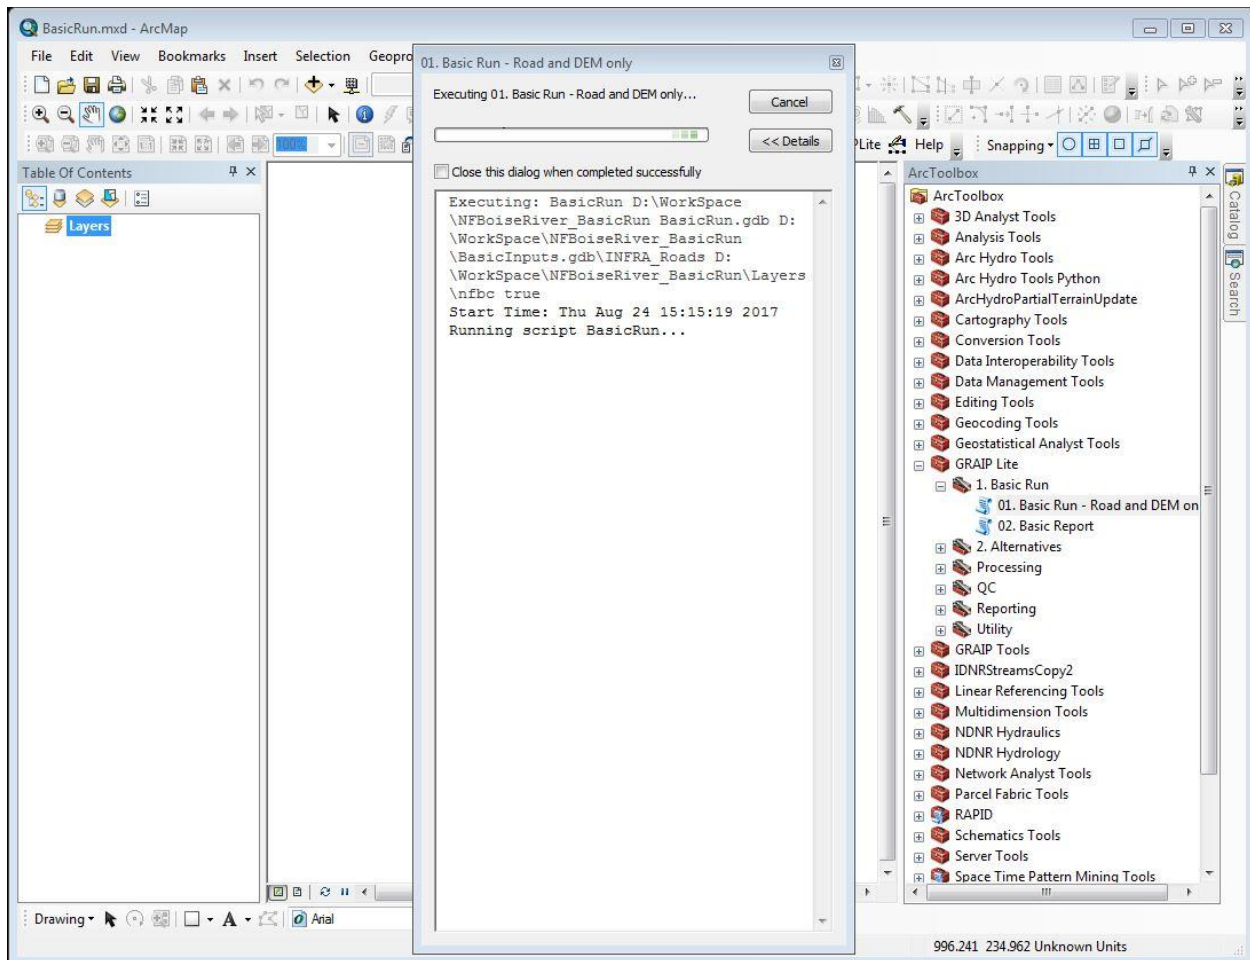 BasicRun.mxd - ArcMap
File Edit View Bookmarks Insert Selection Geopro
100%
Lite Help Snapping
Table Of Contents
Layers
01. Basic Run - Road and DEM only
Executing 01. Basic Run - Road and DEM only...
Cancel
<< Details
Close this dialog when completed successfully
Executing: BasicRun D:\WorkSpace
\NFBoiseRiver_BasicRun BasicRun.gdb D:
\WorkSpace\NFBoiseRiver_BasicRun
\BasicInputs.gdb\INFRA_Roads D:
\WorkSpace\NFBoiseRiver_BasicRun\Layers
\nfbc true
Start Time: Thu Aug 24 15:15:19 2017
Running script BasicRun...
ArcToolbox
ArcToolbox
3D Analyst Tools
Analysis Tools
Arc Hydro Tools
Arc Hydro Tools Python
ArcHydroPartialTerrainUpdate
Cartography Tools
Conversion Tools
Data Interoperability Tools
Data Management Tools
Editing Tools
Geocoding Tools
Geostatistical Analyst Tools
GRAIP Lite
1. Basic Run
01. Basic Run - Road and DEM on
02. Basic Report
2. Alternatives
Processing
QC
Reporting
Utility
GRAIP Tools
IDNRStreamsCopy2
Linear Referencing Tools
Multidimension Tools
NDNR Hydraulics
NDNR Hydrology
Network Analyst Tools
Parcel Fabric Tools
RAPID
Schematics Tools
Server Tools
Space Time Pattern Mining Tools
Catalog
Search
Drawing A Arial
996.241 234.962 Unknown Units